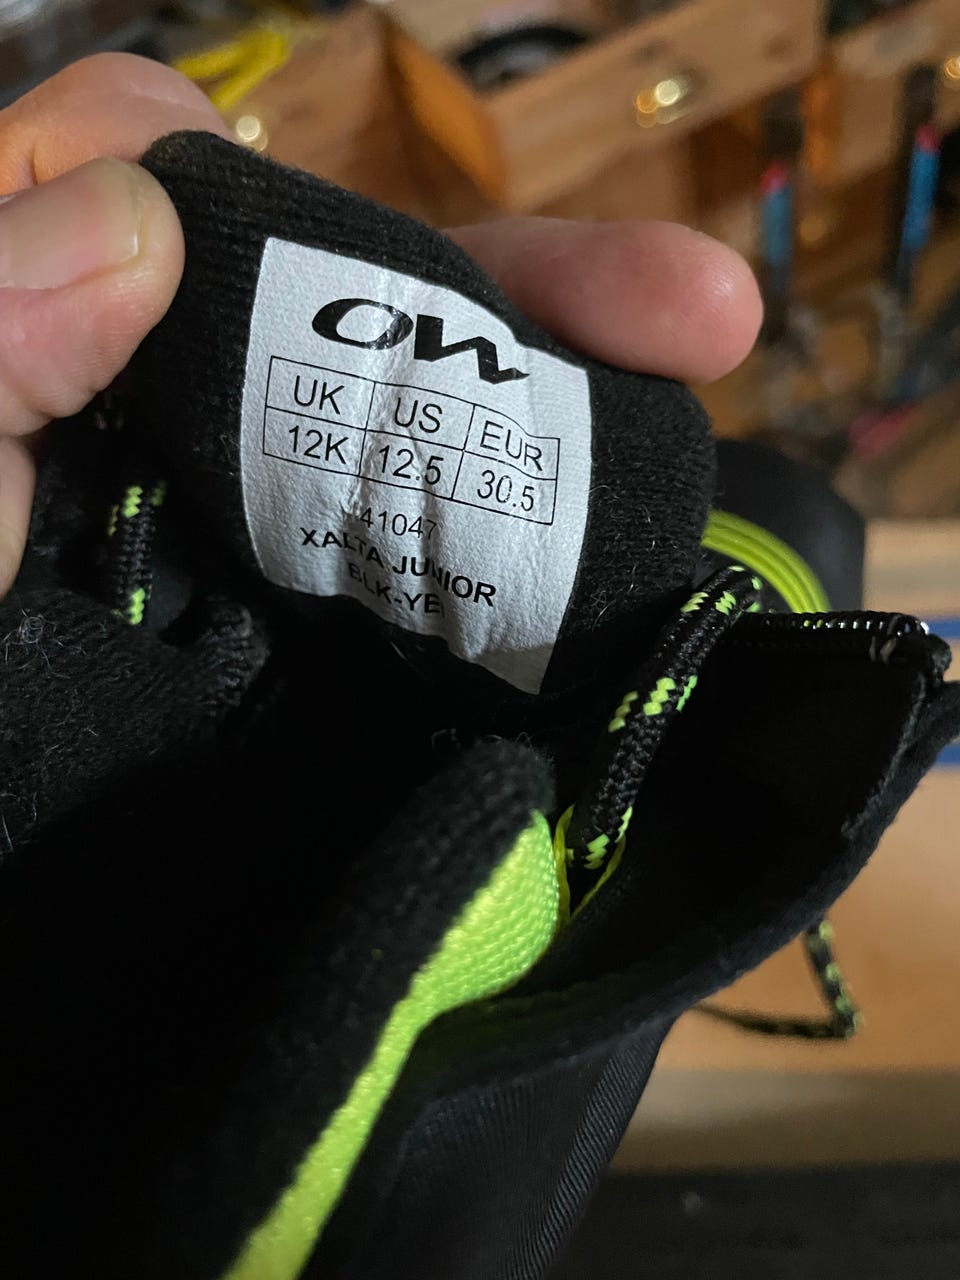 OW
UK US EUR
12K 12.5 30.5
41047
XALTA JUNIOR
BLK-YEL